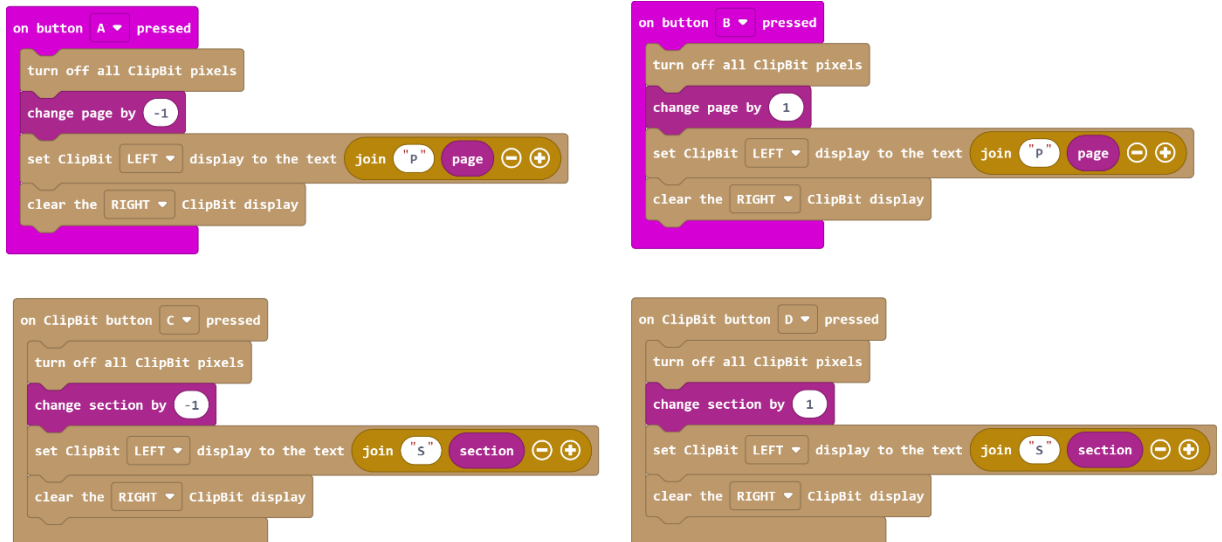 on button A pressed
turn off all ClipBit pixels
change page by -1
set ClipBit LEFT display to the text join "P" page
clear the RIGHT ClipBit display
on button B pressed
turn off all ClipBit pixels
change page by 1
set ClipBit LEFT display to the text join "P" page
clear the RIGHT ClipBit display
on ClipBit button C pressed
turn off all ClipBit pixels
change section by -1
set ClipBit LEFT display to the text join "S" section
clear the RIGHT ClipBit display
on ClipBit button D pressed
turn off all ClipBit pixels
change section by 1
set ClipBit LEFT display to the text join "S" section
clear the RIGHT ClipBit display